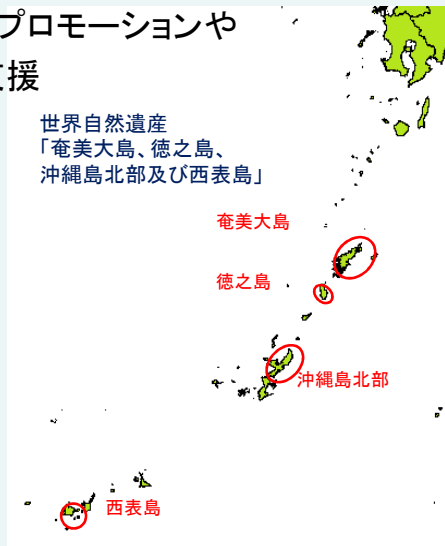 プロモーションや
援
世界自然遺産
「奄美大島、徳之島、
沖縄島北部及び西表島」
奄美大島
徳之島
沖縄島北部
西表島